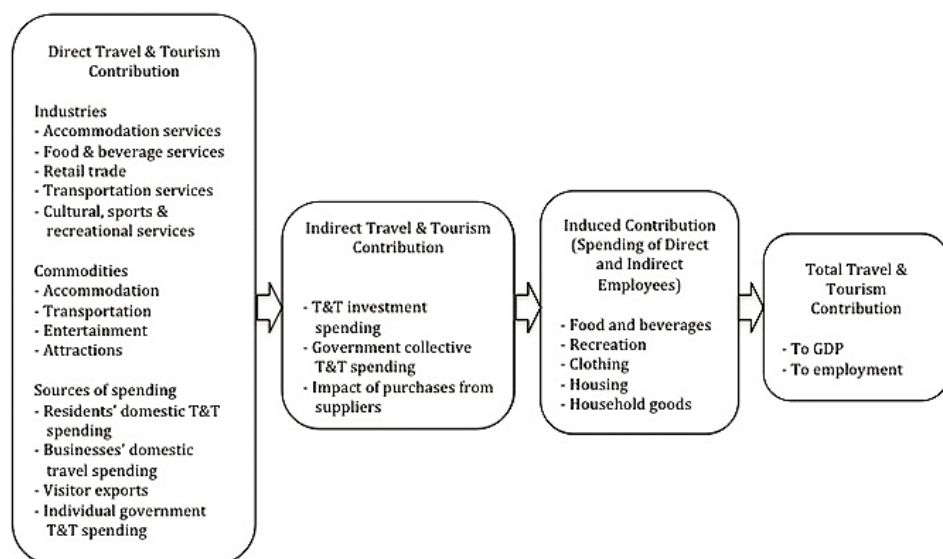 Direct Travel & Tourism
Contribution
Industries
- Accommodation services
- Food & beverage services
- Retail trade
- Transportation services
- Cultural, sports &
recreational services
Commodities
- Accommodation
- Transportation
- Entertainment
- Attractions
Sources of spending
- Residents' domestic T&T
spending
- Businesses' domestic
travel spending
- Visitor exports
- Individual government
T&T spending
Indirect Travel & Tourism
Contribution
- T&T investment
spending
- Government collective
T&T spending
- Impact of purchases from
suppliers
Induced Contribution
(Spending of Direct
and Indirect
Employees)
- Food and beverages
- Recreation
- Clothing
- Housing
- Household goods
Total Travel &
Tourism
Contribution
- To GDP
- To employment